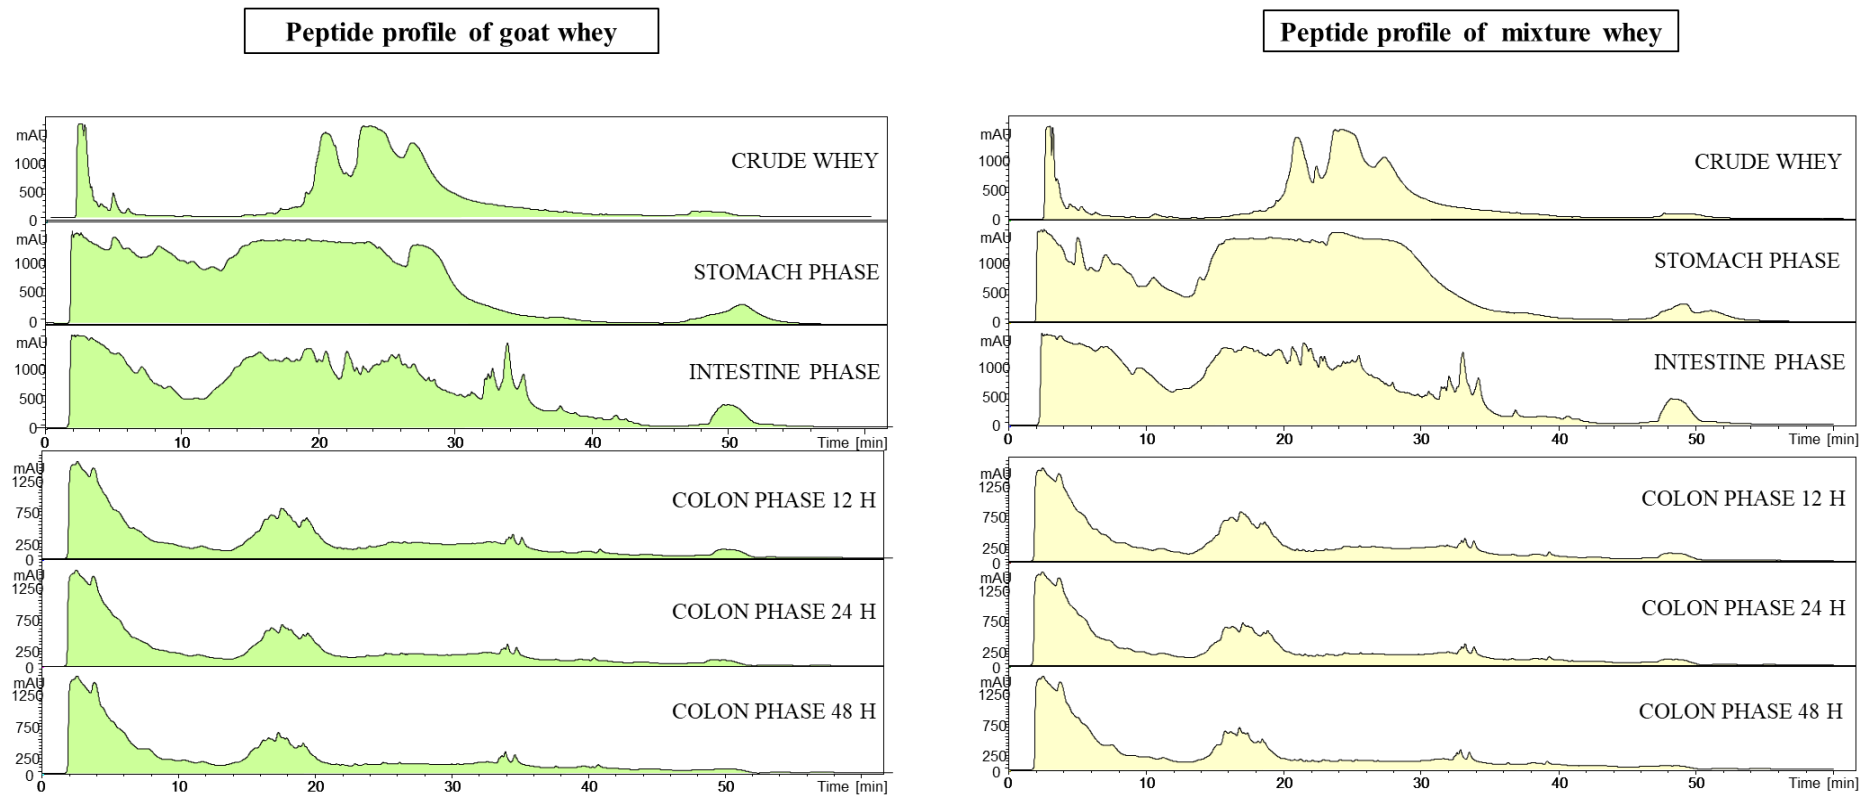 Peptide profile of goat whey
mAU
1000
500
0
CRUDE WHEY
mAU
1000
500
0
STOMACH PHASE
mAU
1000
500
0
INTESTINE PHASE
0 10 20 30 40 50 Time [min]
mAU
1250
750
250
0
COLON PHASE 12 H
mAU
1250
750
250
0
COLON PHASE 24 H
mAU
1250
750
250
0
COLON PHASE 48 H
0 10 20 30 40 50 Time [min]
Peptide profile of mixture whey
mAU
1000
500
0
CRUDE WHEY
mAU
1000
500
0
STOMACH PHASE
mAU
1000
500
0
INTESTINE PHASE
0 10 20 30 40 50 Time [min]
mAU
1250
750
250
0
COLON PHASE 12 H
mAU
1250
750
250
0
COLON PHASE 24 H
mAU
1250
750
250
0
COLON PHASE 48 H
0 10 20 30 40 50 Time [min]